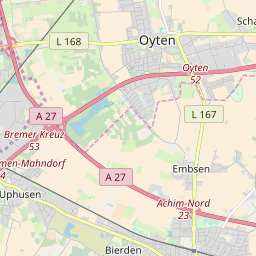 Scha
L 168
Oyten
Oyten
52
A 27
L 167
Bremer Kreuz
53
men-Mahndorf
4
Embsen
A 27
Uphusen
Achim-Nord
23
Bierden